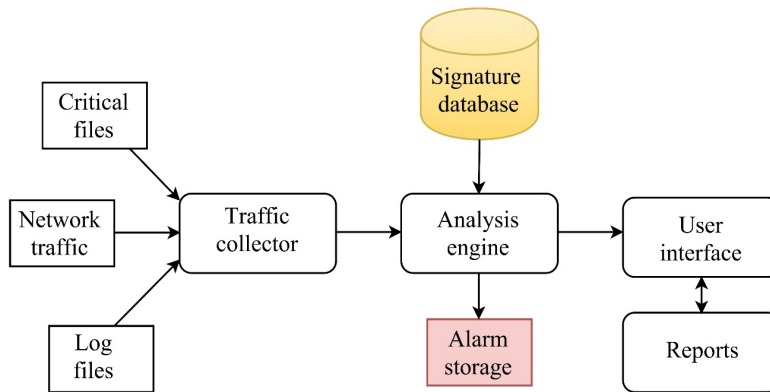 Signature
database
Critical
files
Network
traffic
Traffic
collector
Analysis
engine
User
interface
Log
files
Alarm
storage
Reports